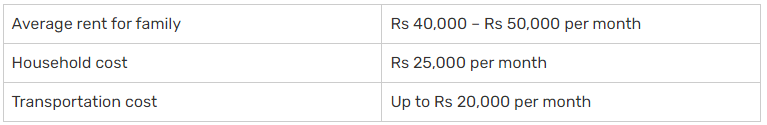 Average rent for family Rs 40,000 – Rs 50,000 per month
Household cost Rs 25,000 per month
Transportation cost Up to Rs 20,000 per month